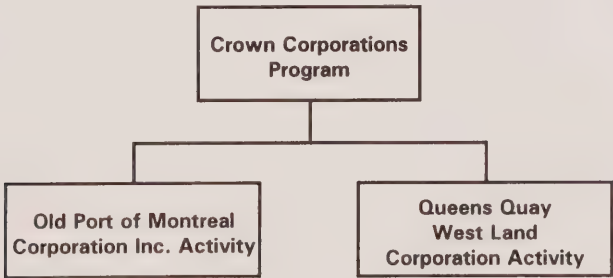 Crown Corporations
Program
Old Port of Montreal
Corporation Inc. Activity
Queens Quay
West Land
Corporation Activity